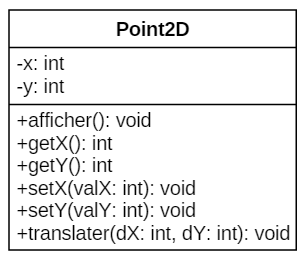 Point2D
-x: int
-y: int
+afficher(): void
+getX(): int
+getY(): int
+setX(valX: int): void
+setY(valY: int): void
+translater(dX: int, dY: int): void